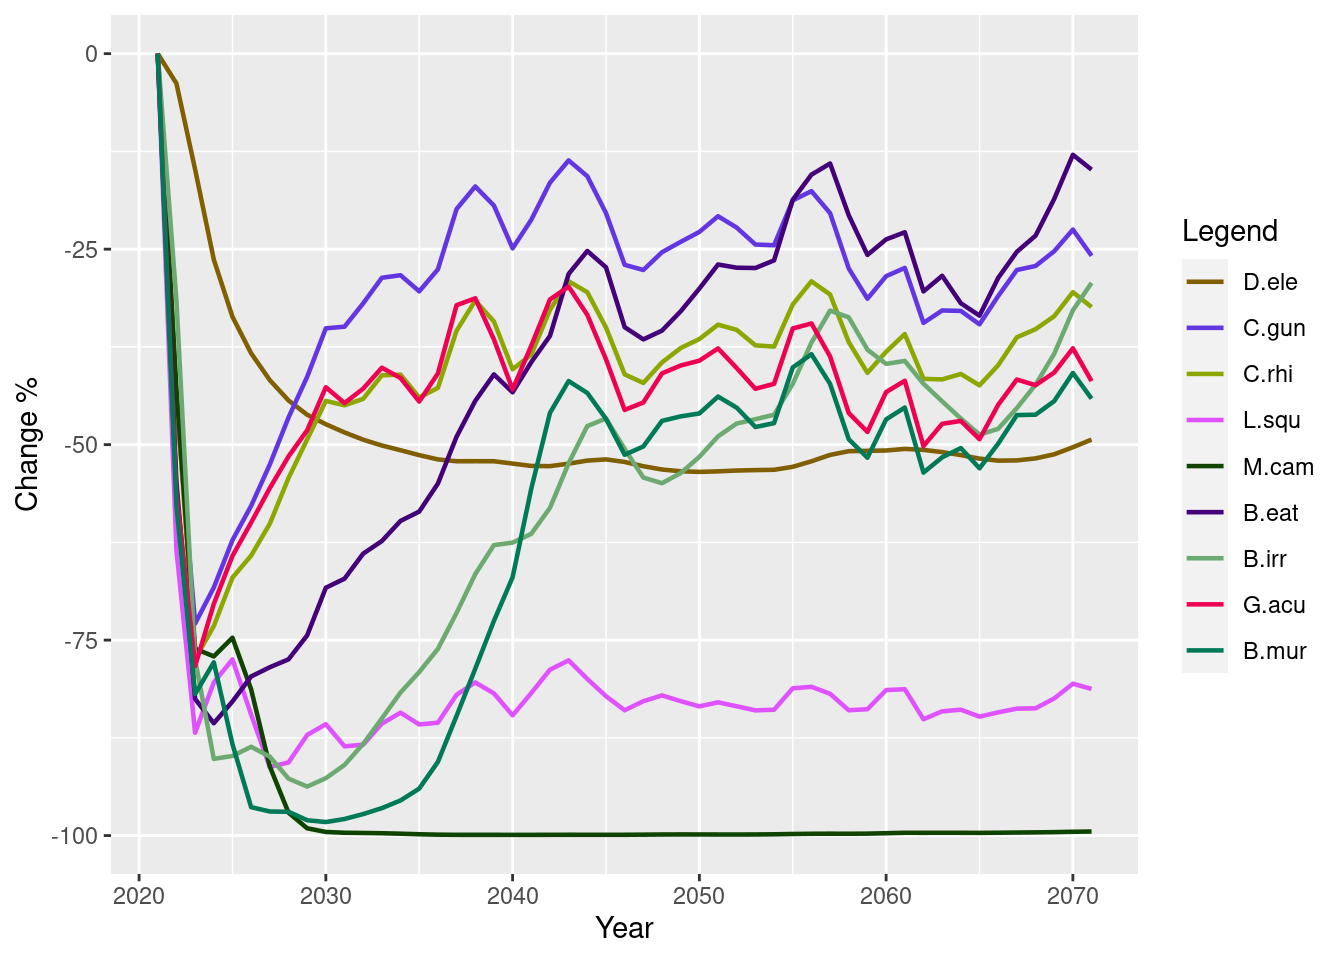 0
-25
-50
-75
-100
Change %
2020 2030 2040 2050 2060 2070
Year
Legend
D.ele
C.gun
C.rhi
L.squ
M.cam
B.eat
B.irr
G.acu
B.mur